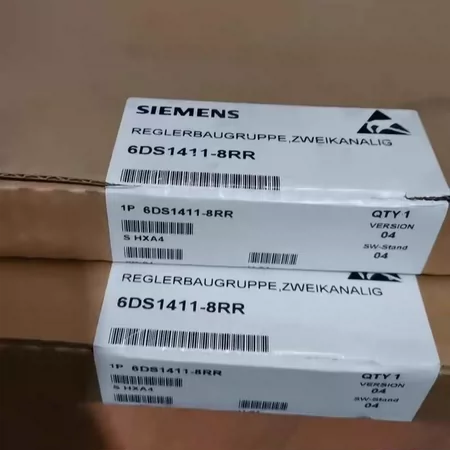 SIEMENS
REGLERBAUGRUPPE,ZWEIKANALIG
6DS1411-8RR
1P 6DS1411-8RR
QTY 1
VERSION
04
S HXA4
SW-Stand
04
REGLERBAUGRUPPE,ZWEIKANALIG
6DS1411-8RR
1P 6DS1411-8RR
QTY 1
VERSION
04
S HXA4
SW-Stand
04